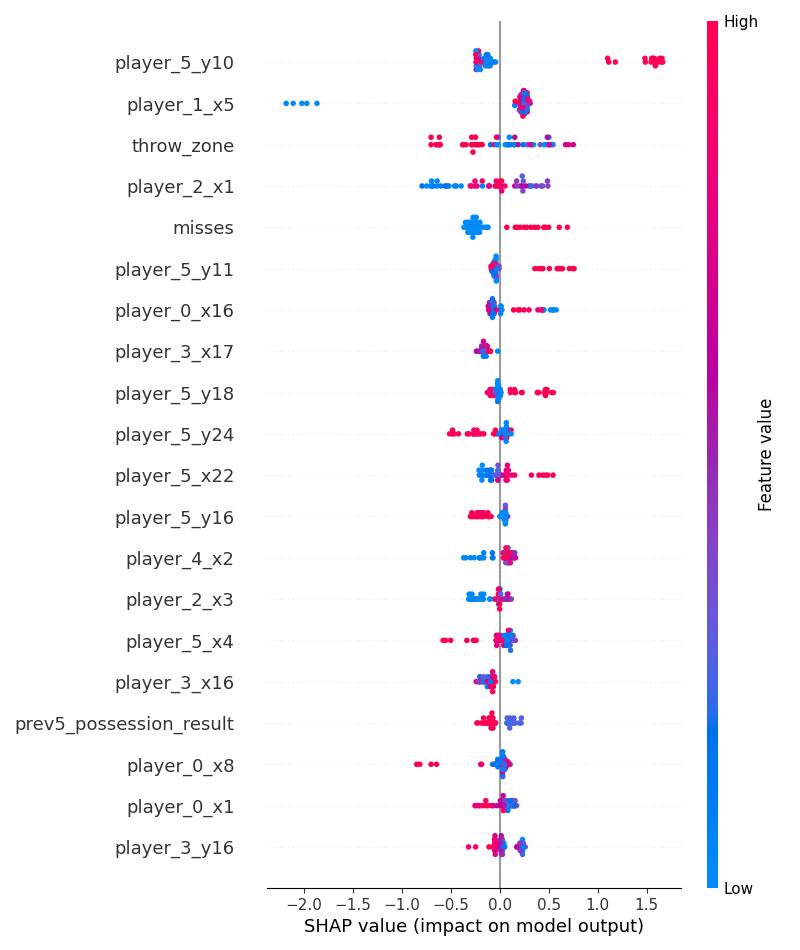 High
player_5_y10
player_1_x5
throw_zone
player_2_x1
misses
player_5_y11
player_0_x16
player_3_x17
player_5_y18
player_5_y24
player_5_x22
player_5_y16
player_4_x2
player_2_x3
player_5_x4
player_3_x16
prev5_possession_result
player_0_x8
player_0_x1
player_3_y16
Feature value
Low
−2.0 −1.5 −1.0 −0.5 0.0 0.5 1.0 1.5
SHAP value (impact on model output)